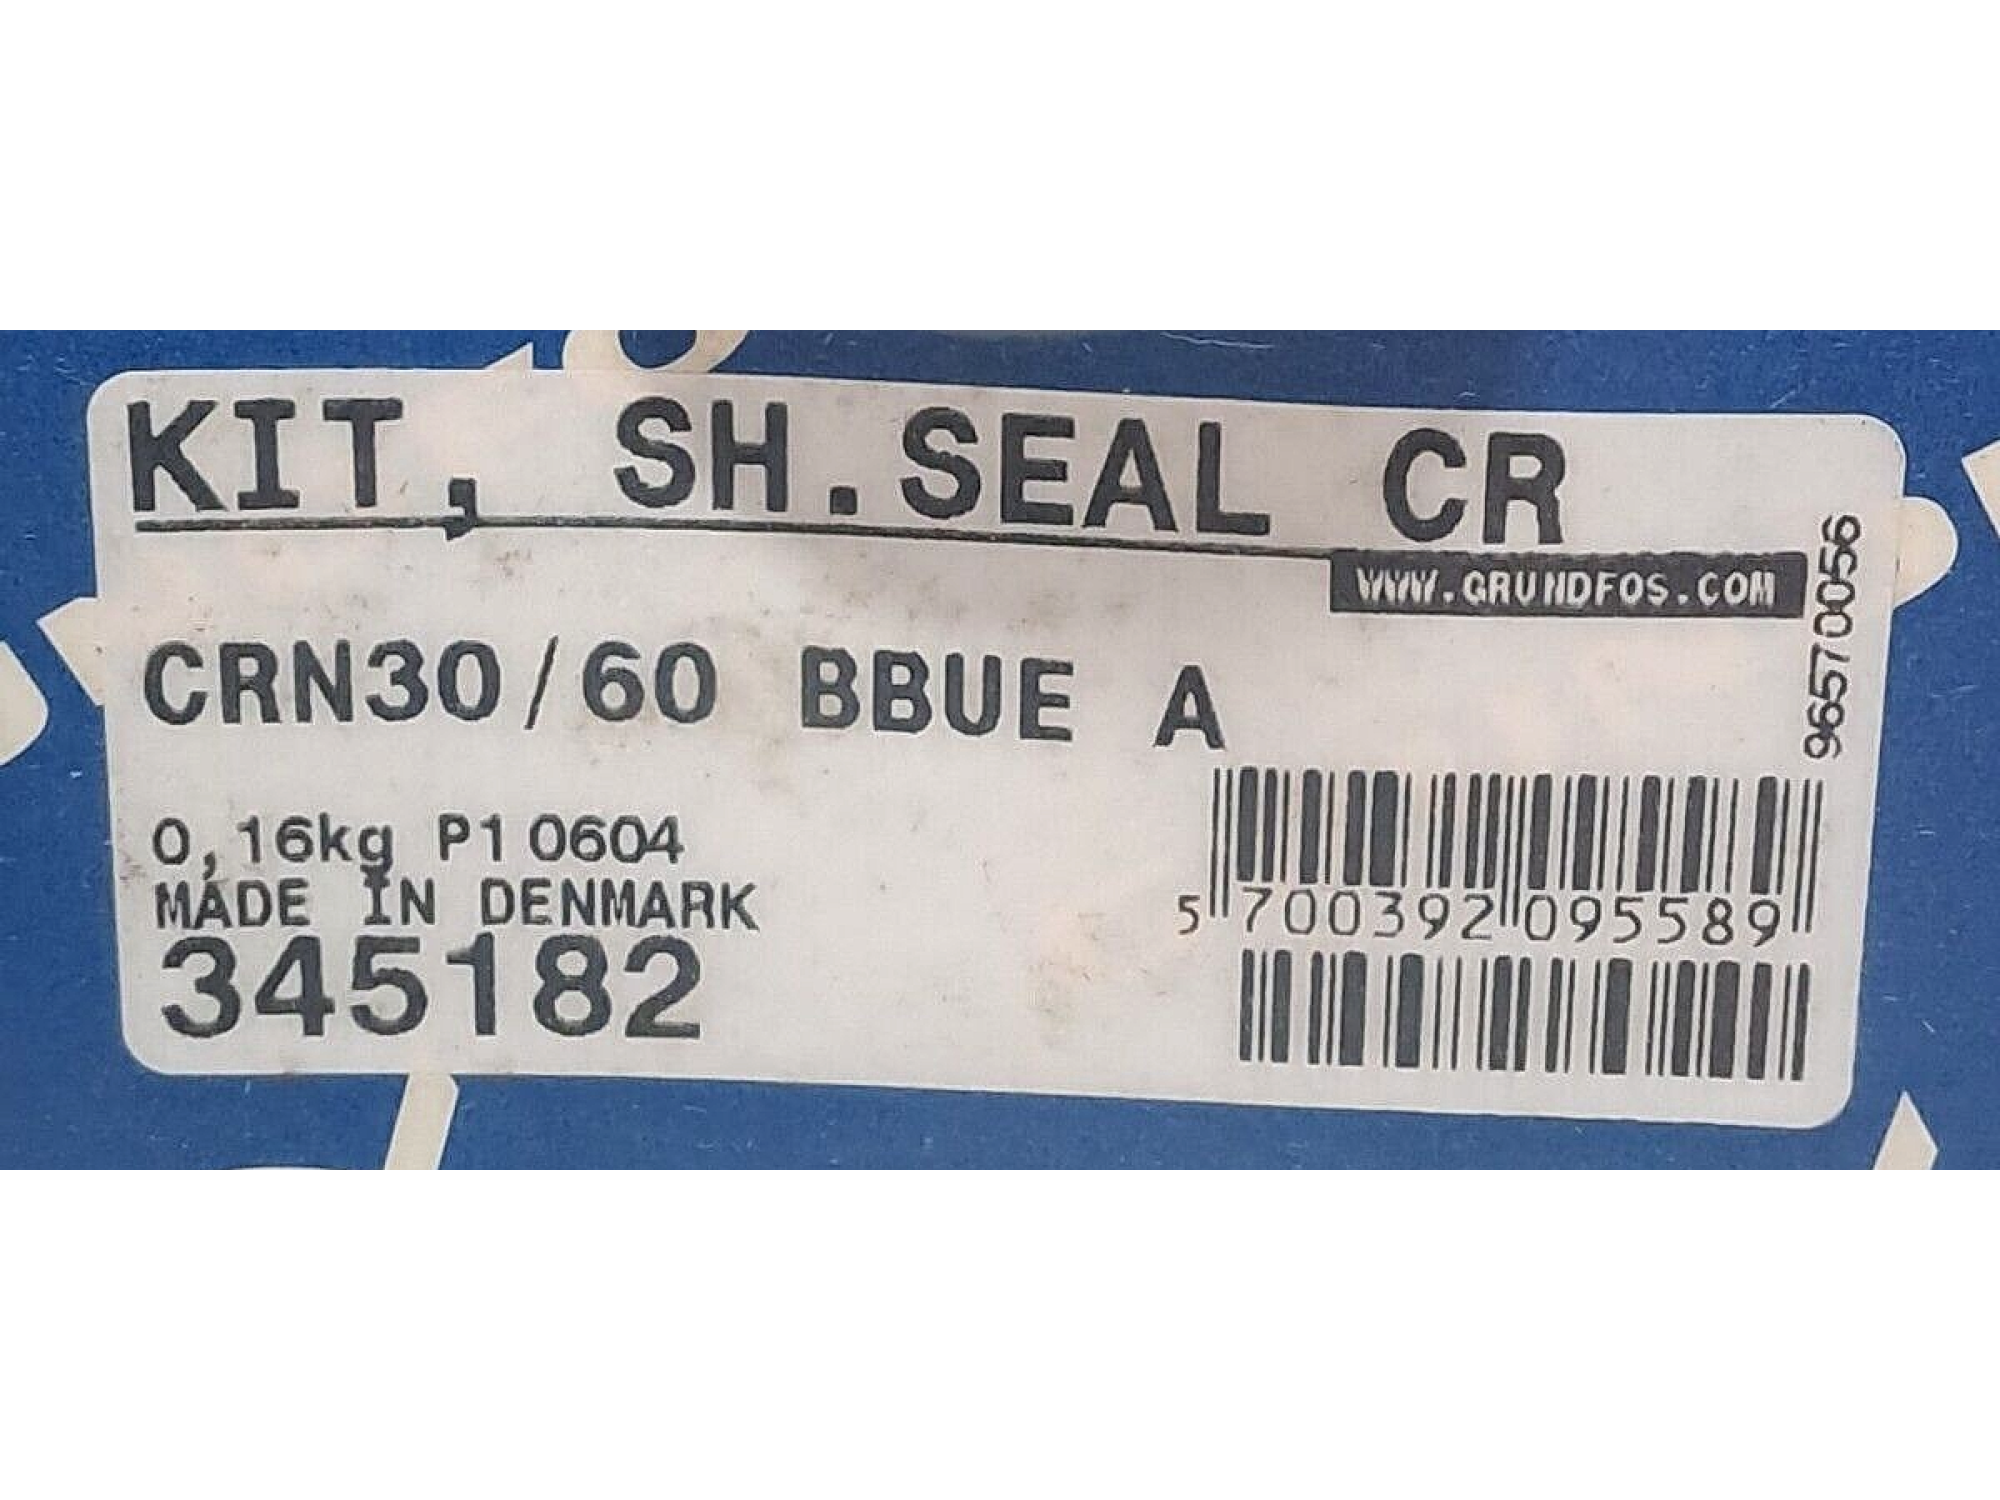 KIT, SH.SEAL CR
WWW.GRUNDFOS.COM
96570056
CRN30/60 BBUE A
0,16kg P1 0604
MADE IN DENMARK
345182
5 700392 095589